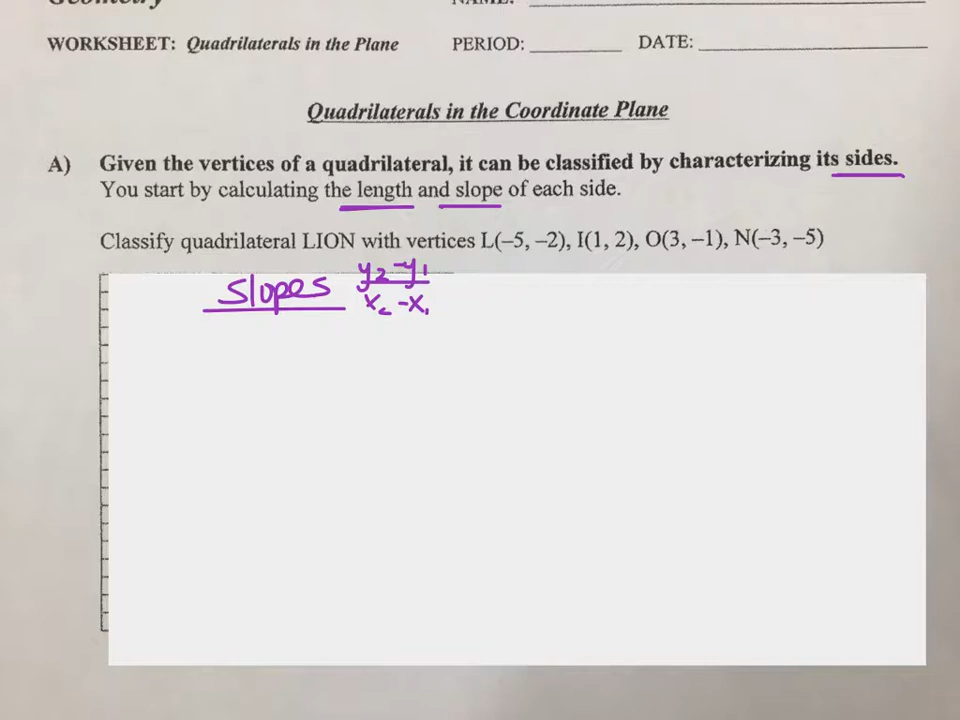 Geometry NAME:
WORKSHEET: Quadrilaterals in the Plane PERIOD: DATE:
Quadrilaterals in the Coordinate Plane
A) Given the vertices of a quadrilateral, it can be classified by characterizing its sides.
You start by calculating the length and slope of each side.
Classify quadrilateral LION with vertices L(–5, –2), I(1, 2), O(3, –1), N(–3, –5)
slopes y₂-y₁
x₂-x₁